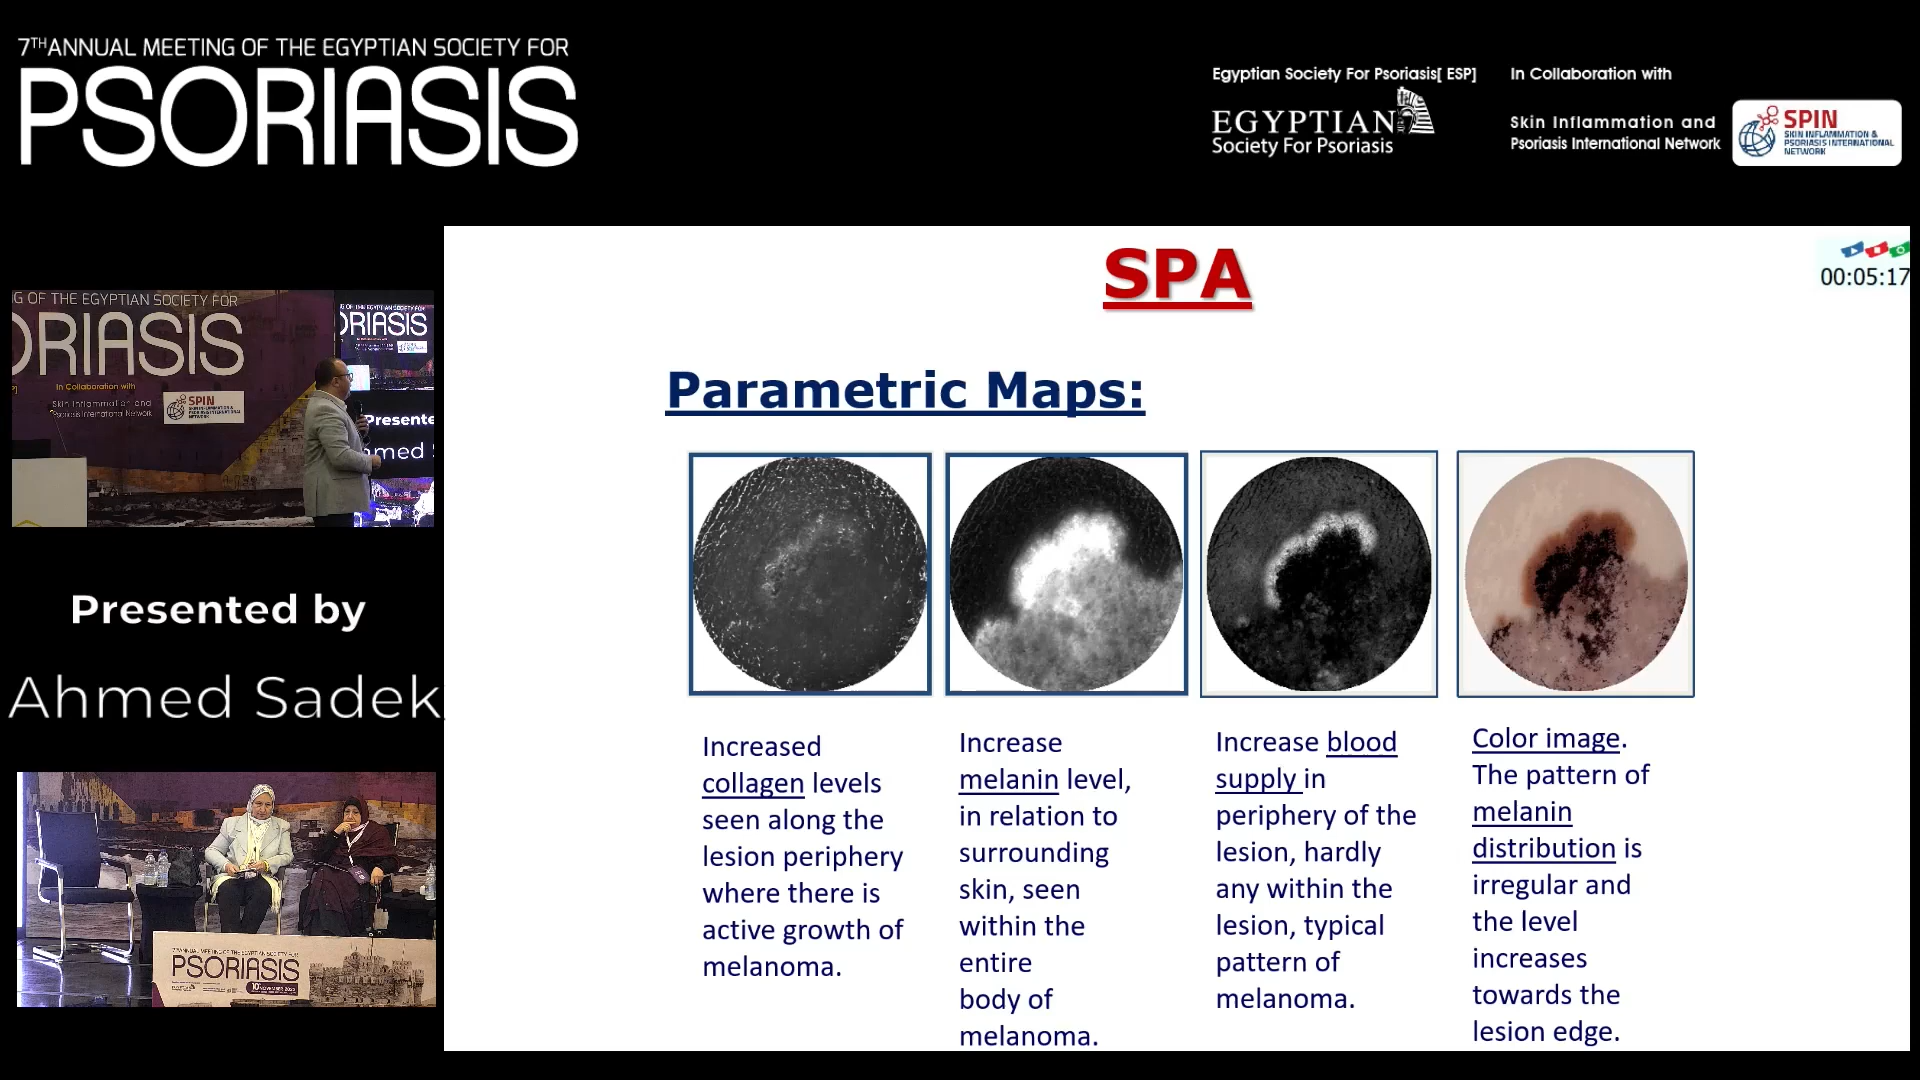 7TH ANNUAL MEETING OF THE EGYPTIAN SOCIETY FOR
PSORIASIS
Egyptian Society For Psoriasis[ ESP]
EGYPTIAN
Society For Psoriasis
In Collaboration with
Skin Inflammation and
Psoriasis International Network
SPIN
SKIN INFLAMMATION &
PSORIASIS INTERNATIONAL
NETWORK
G OF THE EGYPTIAN SOCIETY FOR
ORIASIS
In Collaboration with
Skin Inflammation and
Psoriasis International Network
SPIN
ORIASIS
Presente
hmed S
Presented by
Ahmed Sadek
PSORIASIS
SPA
00:05:17
Parametric Maps:
Increased
collagen levels
seen along the
lesion periphery
where there is
active growth of
melanoma.
Increase
melanin level,
in relation to
surrounding
skin, seen
within the
entire
body of
melanoma.
Increase blood
supply in
periphery of the
lesion, hardly
any within the
lesion, typical
pattern of
melanoma.
Color image.
The pattern of
melanin
distribution is
irregular and
the level
increases
towards the
lesion edge.